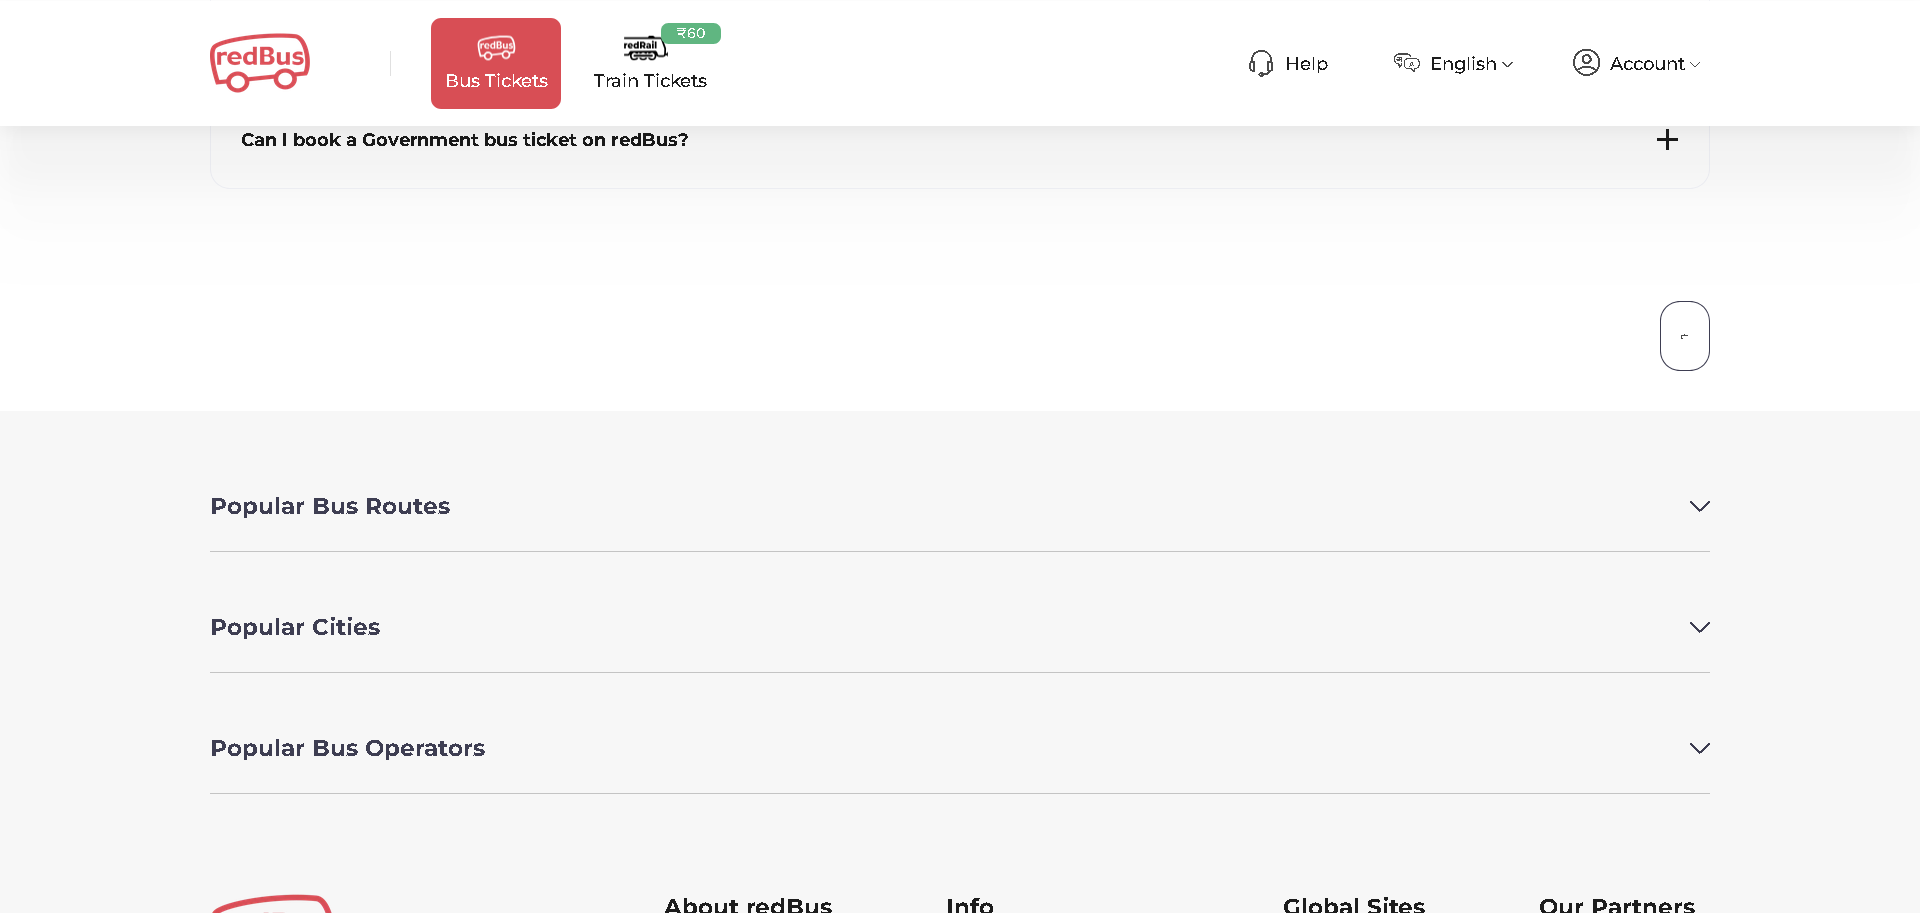 redBus
redBus
Bus Tickets
redRail
₹60
Train Tickets
Help
English
Account
Can I book a Government bus ticket on redBus?
Popular Bus Routes
Popular Cities
Popular Bus Operators
About redBus
Info
Global Sites
Our Partners